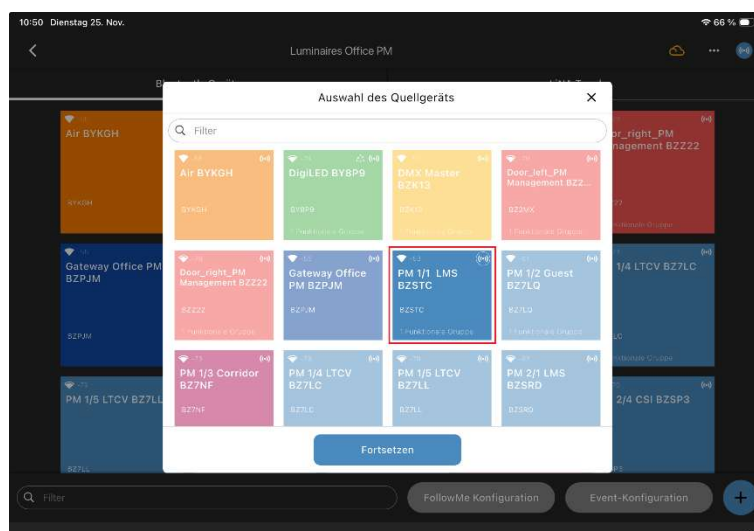 10:50 Dienstag 25. Nov.
66 %
Luminaires Office PM
Auswahl des Quellgeräts
Filter
Air BYKGH
BYKGH
DigiLED BY8P9
BY8P9
1 Funktionale Gruppe
DMX Master
BZK13
BZK13
1 Funktionale Gruppe
Door_left_PM
Management BZ2...
BZ2MX
1 Funktionale Gruppe
Door_right_PM
Management BZZ22
BZZ22
1 Funktionale Gruppe
Gateway Office
PM BZPJM
BZPJM
PM 1/1 LMS
BZSTC
BZSTC
1 Funktionale Gruppe
PM 1/2 Guest
BZ7LQ
BZ7LQ
1 Funktionale Gruppe
PM 1/3 Corridor
BZ7NF
BZ7NF
PM 1/4 LTCV
BZ7LC
BZ7LC
PM 1/5 LTCV
BZ7LL
BZ7LL
PM 2/1 LMS
BZSRD
BZSRD
Fortsetzen
Air BYKGH
BYKGH
or_right_PM
nagement BZZ22
Gateway Office PM
BZPJM
BZPJM
1/4 LTCV BZ7LC
PM 1/5 LTCV BZ7LL
BZ7LL
2/4 CSI BZSP3
Filter
FollowMe Konfiguration
Event-Konfiguration